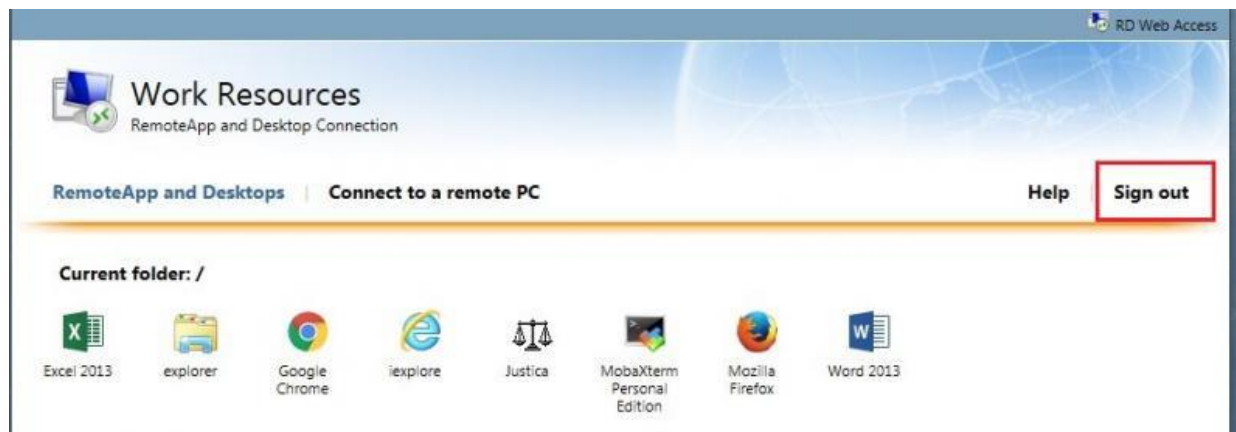 RD Web Access
Work Resources
RemoteApp and Desktop Connection
RemoteApp and Desktops | Connect to a remote PC Help | Sign out
Current folder: /
Excel 2013 explorer Google Chrome iexplore Justica MobaXterm Personal Edition Mozilla Firefox Word 2013